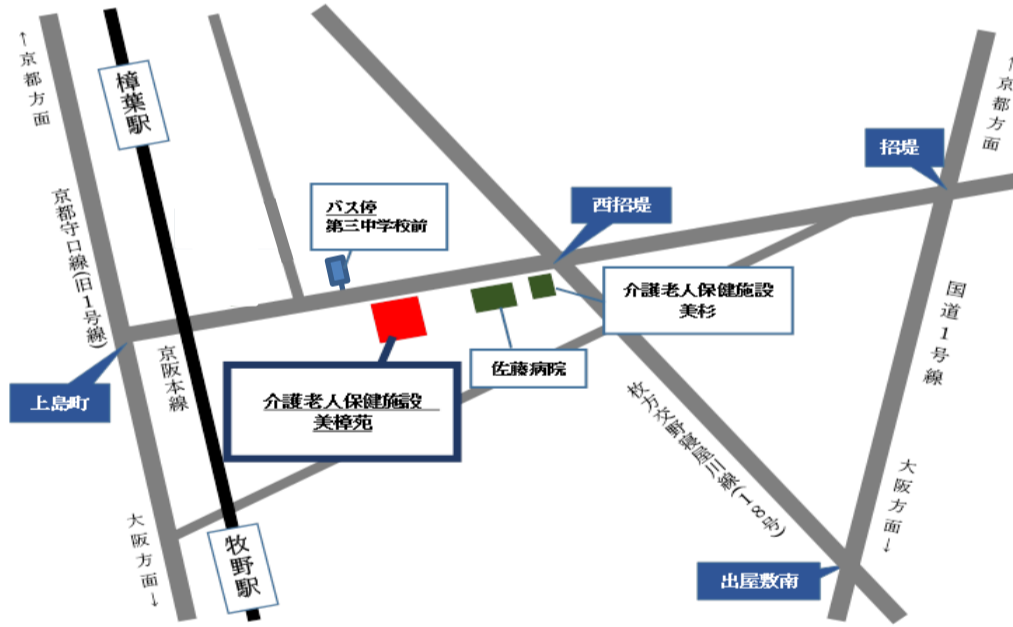 ←京都方面
樟葉駅
←京都方面
招堤
バス停
第三中学校前
西招堤
京都守口線(旧1号線)
介護老人保健施設
美杉
国道1号線
京阪本線
佐藤病院
上島町
介護老人保健施設
美樟苑
枚方交野寝屋川線(18号)
大阪方面→
大阪方面→
牧野駅
出屋敷南